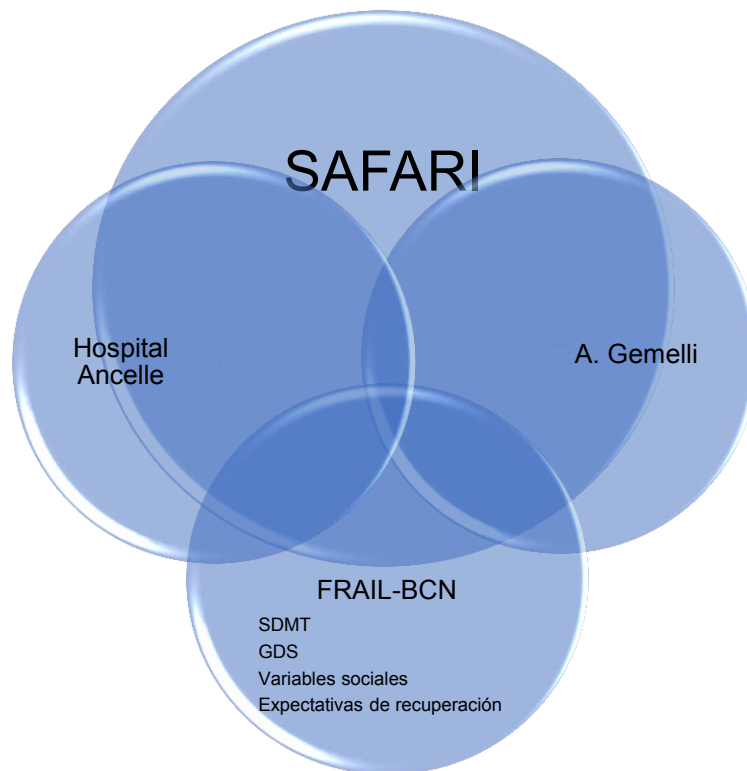 SAFARI
Hospital
Ancelle
A. Gemelli
FRAIL-BCN
SDMT
GDS
Variables sociales
Expectativas de recuperación